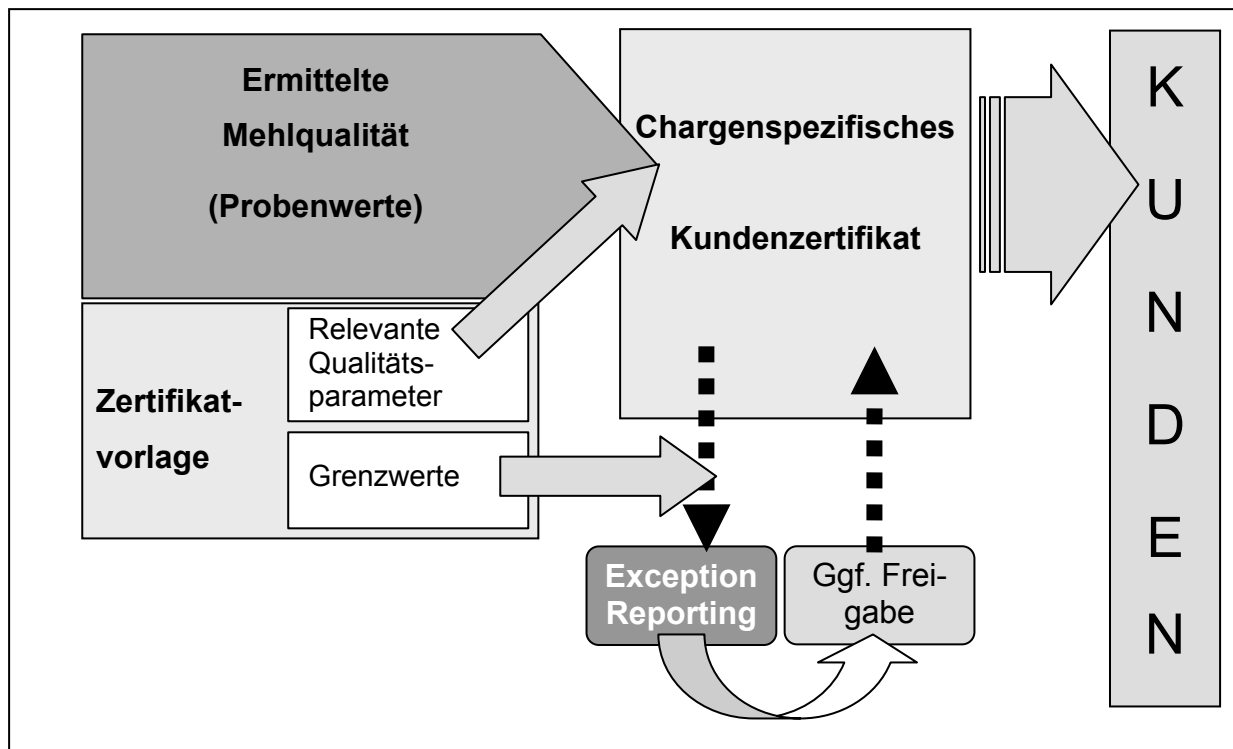 Ermittelte
Mehlqualität
(Probenwerte)
Chargenspezifisches
Kundenzertifikat
Zertifikat-
vorlage
Relevante
Qualitäts-
parameter
Grenzwerte
Exception
Reporting
Ggf. Frei-
gabe
K
U
N
D
E
N